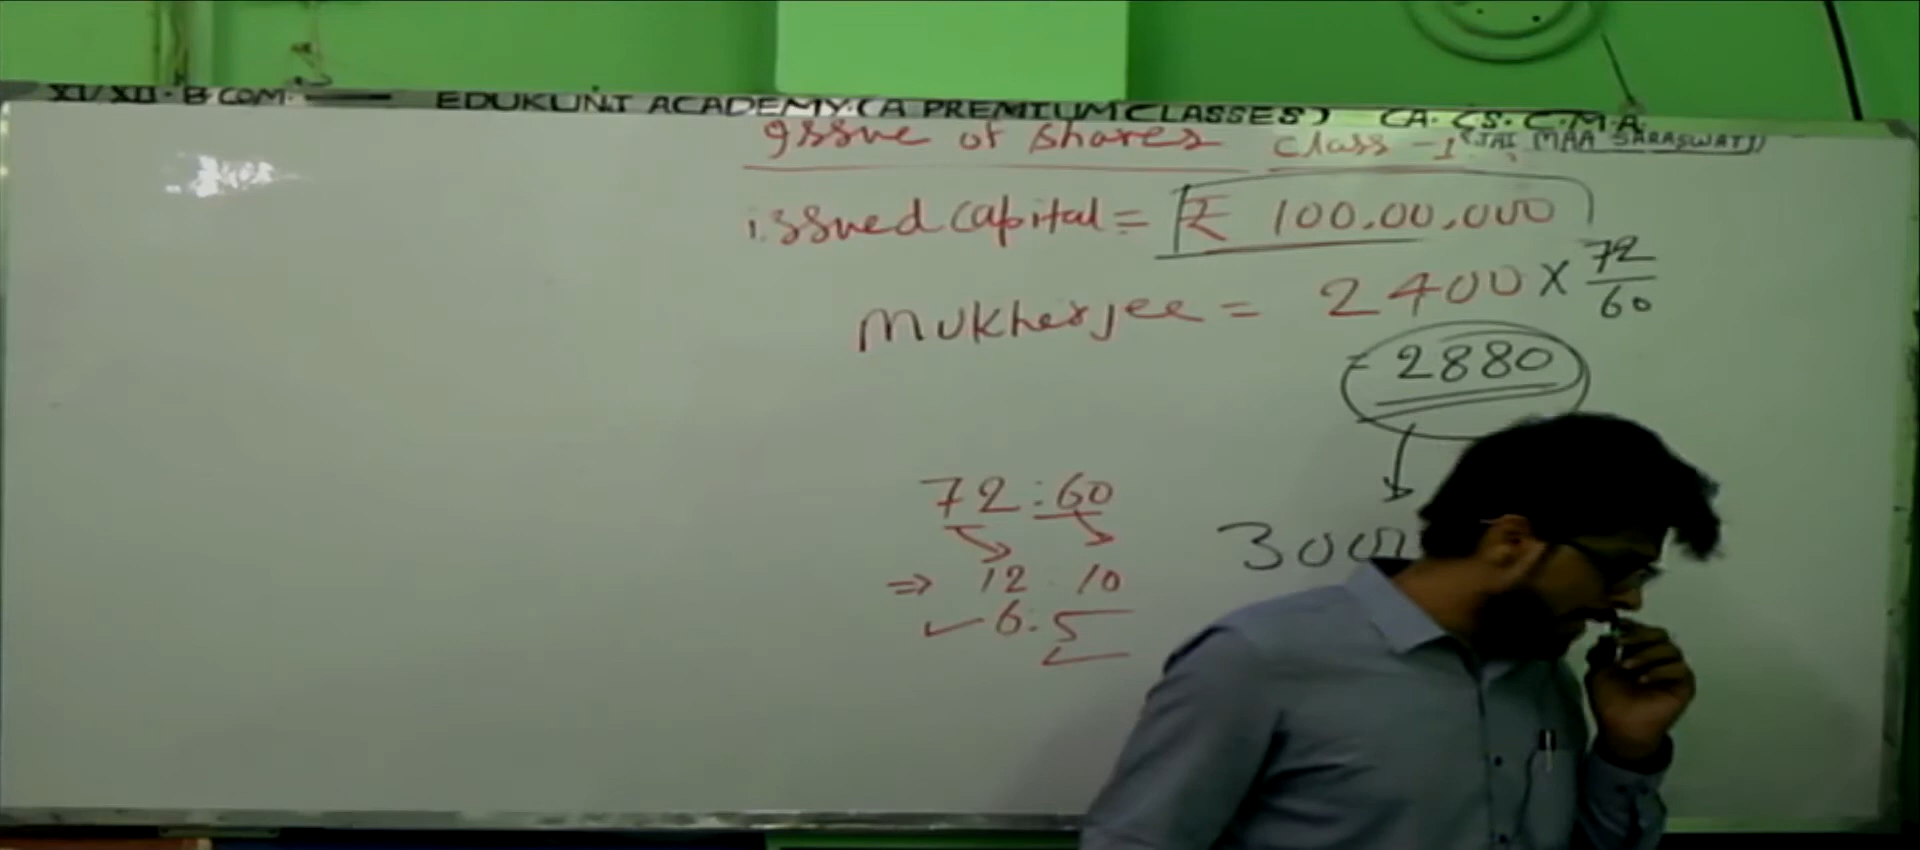 XI/XII · B.COM. — EDUKUNJ ACADEMY. (A PREMIUM CLASSES) CA. CS. C.M.A.
(JAI MAA SARASWATI)
Issue of shares Class -1
issued capital = ₹ 100,00,000
Mukherjee = 2400 × 72/60
= 2880
72:60
⇒ 12 10
6:5